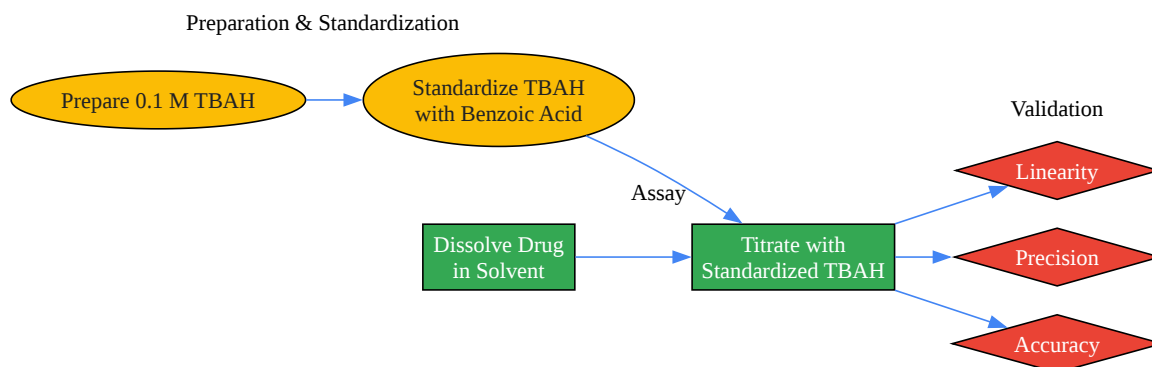 Preparation & Standardization
Prepare 0.1 M TBAH
Standardize TBAH
with Benzoic Acid
Validation
Linearity
Assay
Dissolve Drug
in Solvent
Titrate with
Standardized TBAH
Precision
Accuracy